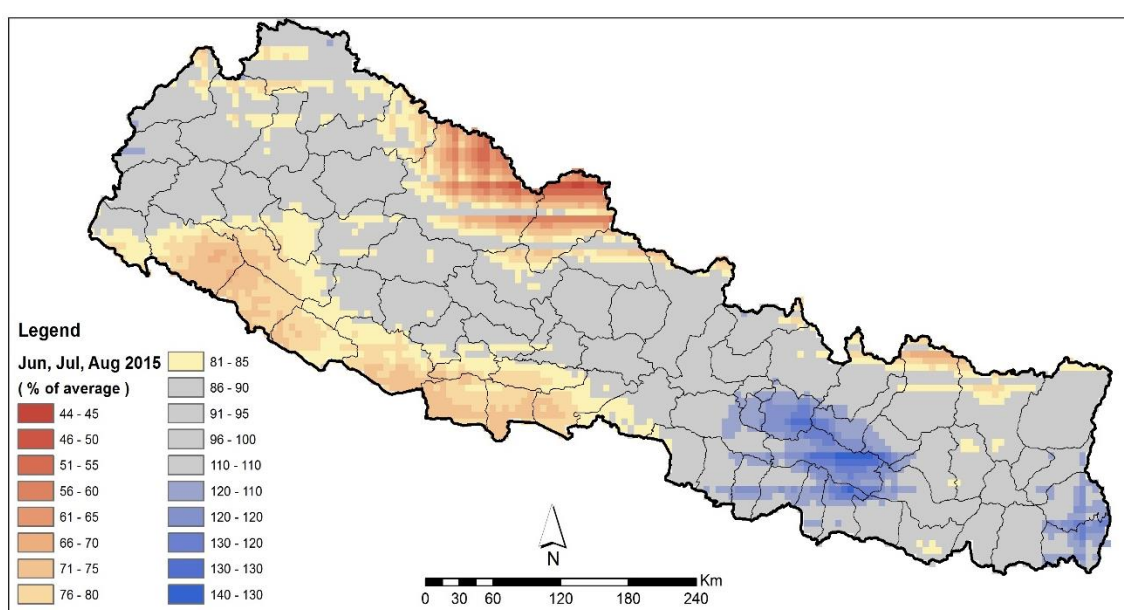 Legend
Jun, Jul, Aug 2015
( % of average )
44 - 45
46 - 50
51 - 55
56 - 60
61 - 65
66 - 70
71 - 75
76 - 80
81 - 85
86 - 90
91 - 95
96 - 100
110 - 110
120 - 110
120 - 120
130 - 120
130 - 130
140 - 130
N
Km
0 30 60 120 180 240